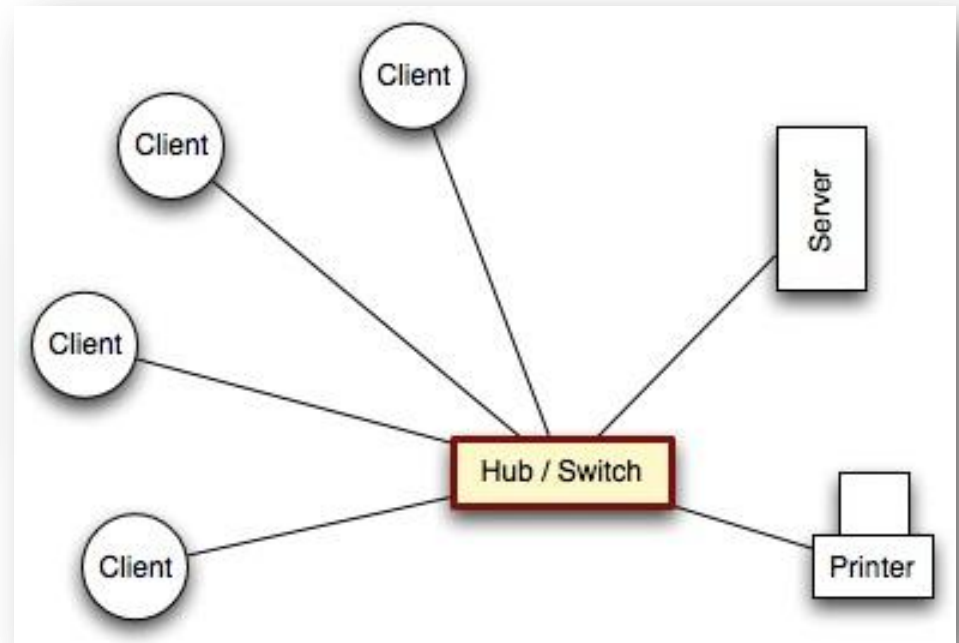 Client
Client
Server
Client
Hub / Switch
Client
Printer